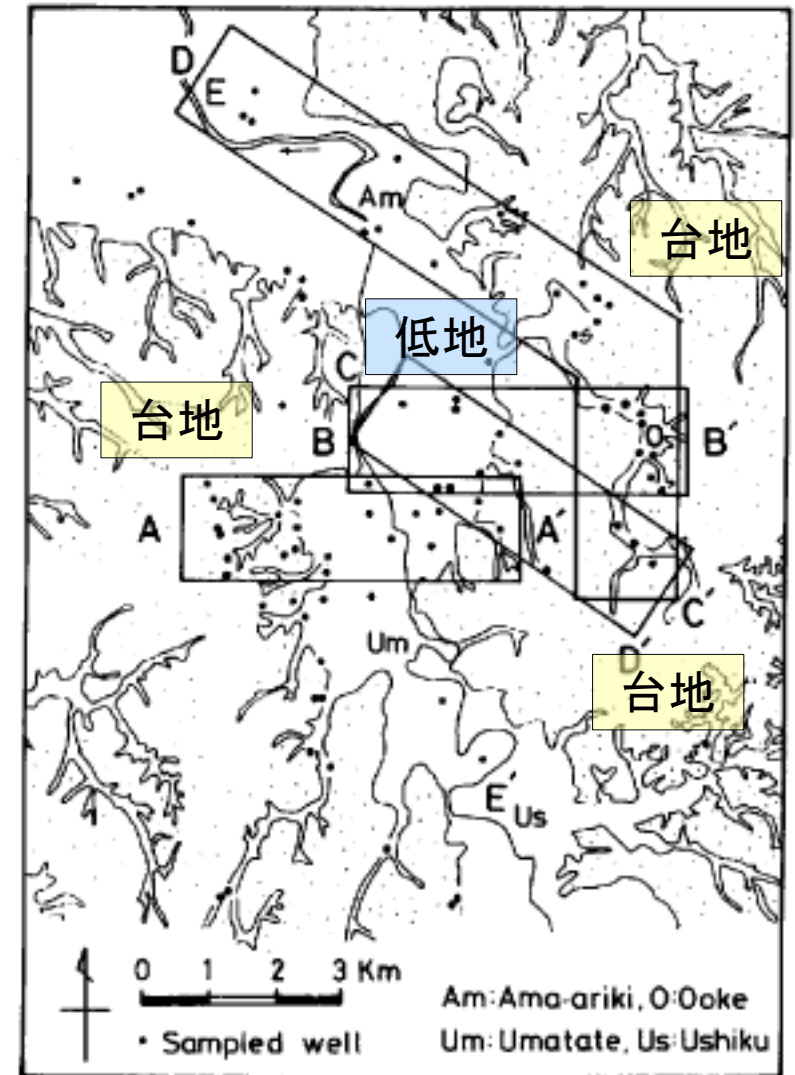 D
E
Am
台地
低地
C
台地
B
O
B′
A
A′
C′
Um
D′
台地
E′
Us
0 1 2 3 Km
• Sampled well
Am:Ama-ariki, O:Ooke
Um:Umatate, Us:Ushiku